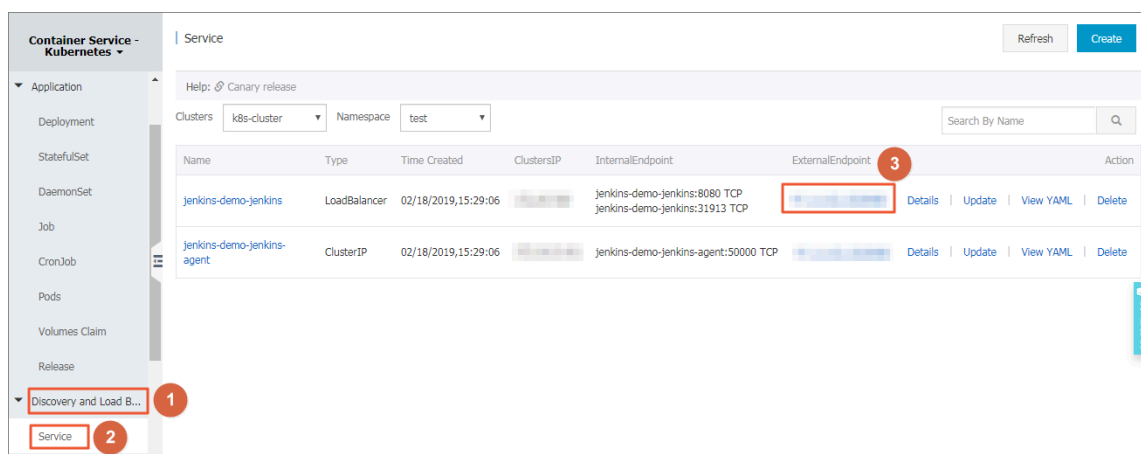 Container Service -
Kubernetes
Service
Refresh
Create
Application
Help: Canary release
Deployment
Clusters k8s-cluster Namespace test
Search By Name
StatefulSet
Name Type Time Created ClustersIP InternalEndpoint ExternalEndpoint 3 Action
DaemonSet
jenkins-demo-jenkins LoadBalancer 02/18/2019,15:29:06 jenkins-demo-jenkins:8080 TCP
jenkins-demo-jenkins:31913 TCP
Details Update View YAML Delete
Job
jenkins-demo-jenkins-
agent
ClusterIP 02/18/2019,15:29:06 jenkins-demo-jenkins-agent:50000 TCP Details Update View YAML Delete
CronJob
Pods
Volumes Claim
Release
Discovery and Load B... 1
Service 2